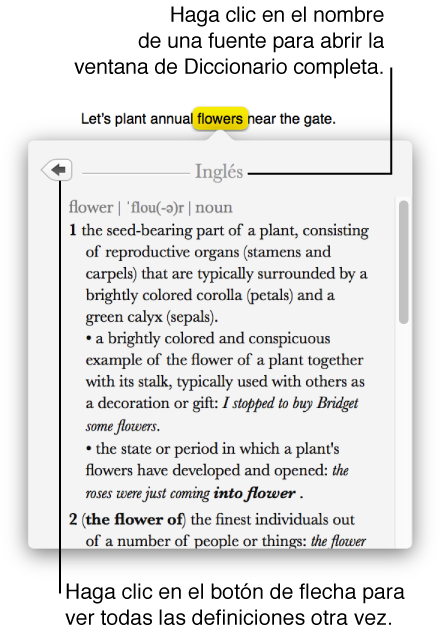 Haga clic en el nombre
de una fuente para abrir la
ventana de Diccionario completa.
Let's plant annual flowers near the gate.
Inglés
flower | ˈflou(-ə)r | noun
1 the seed-bearing part of a plant, consisting
of reproductive organs (stamens and
carpels) that are typically surrounded by a
brightly colored corolla (petals) and a
green calyx (sepals).
• a brightly colored and conspicuous
example of the flower of a plant together
with its stalk, typically used with others as
a decoration or gift: I stopped to buy Bridget
some flowers.
• the state or period in which a plant's
flowers have developed and opened: the
roses were just coming into flower .
2 (the flower of) the finest individuals out
of a number of people or things: the flower
Haga clic en el botón de flecha para
ver todas las definiciones otra vez.